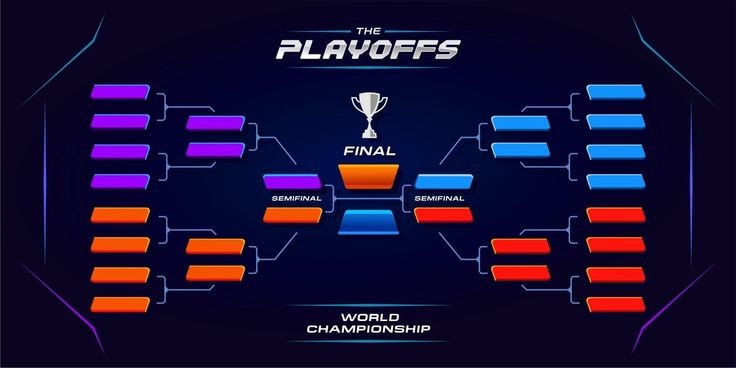 THE
PLAYOFFS
FINAL
SEMIFINAL
SEMIFINAL
WORLD
CHAMPIONSHIP